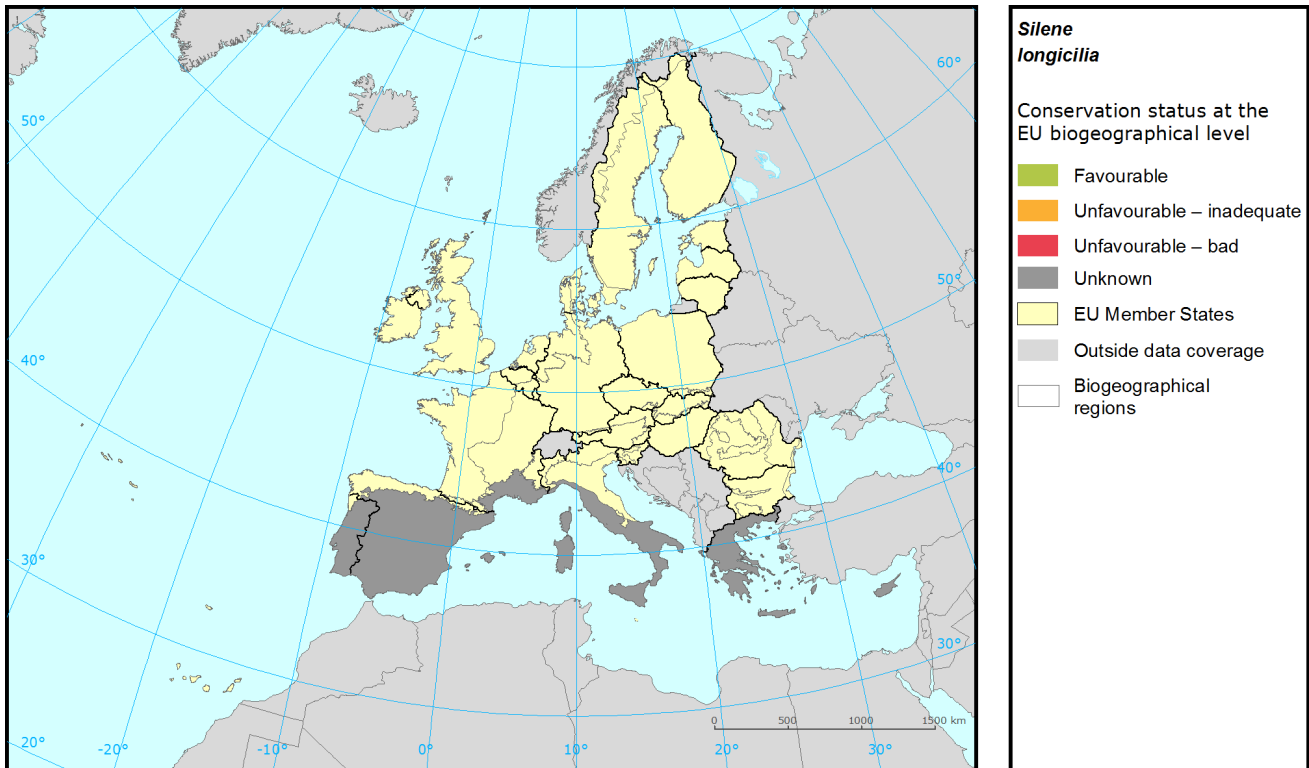 Silene
longicilia
Conservation status at the
EU biogeographical level
Favourable
Unfavourable – inadequate
Unfavourable – bad
Unknown
EU Member States
Outside data coverage
Biogeographical
regions
60°
50°
50°
40°
40°
30°
30°
0 500 1000 1500 km
20° -20° -10° 0° 10° 20° 30°